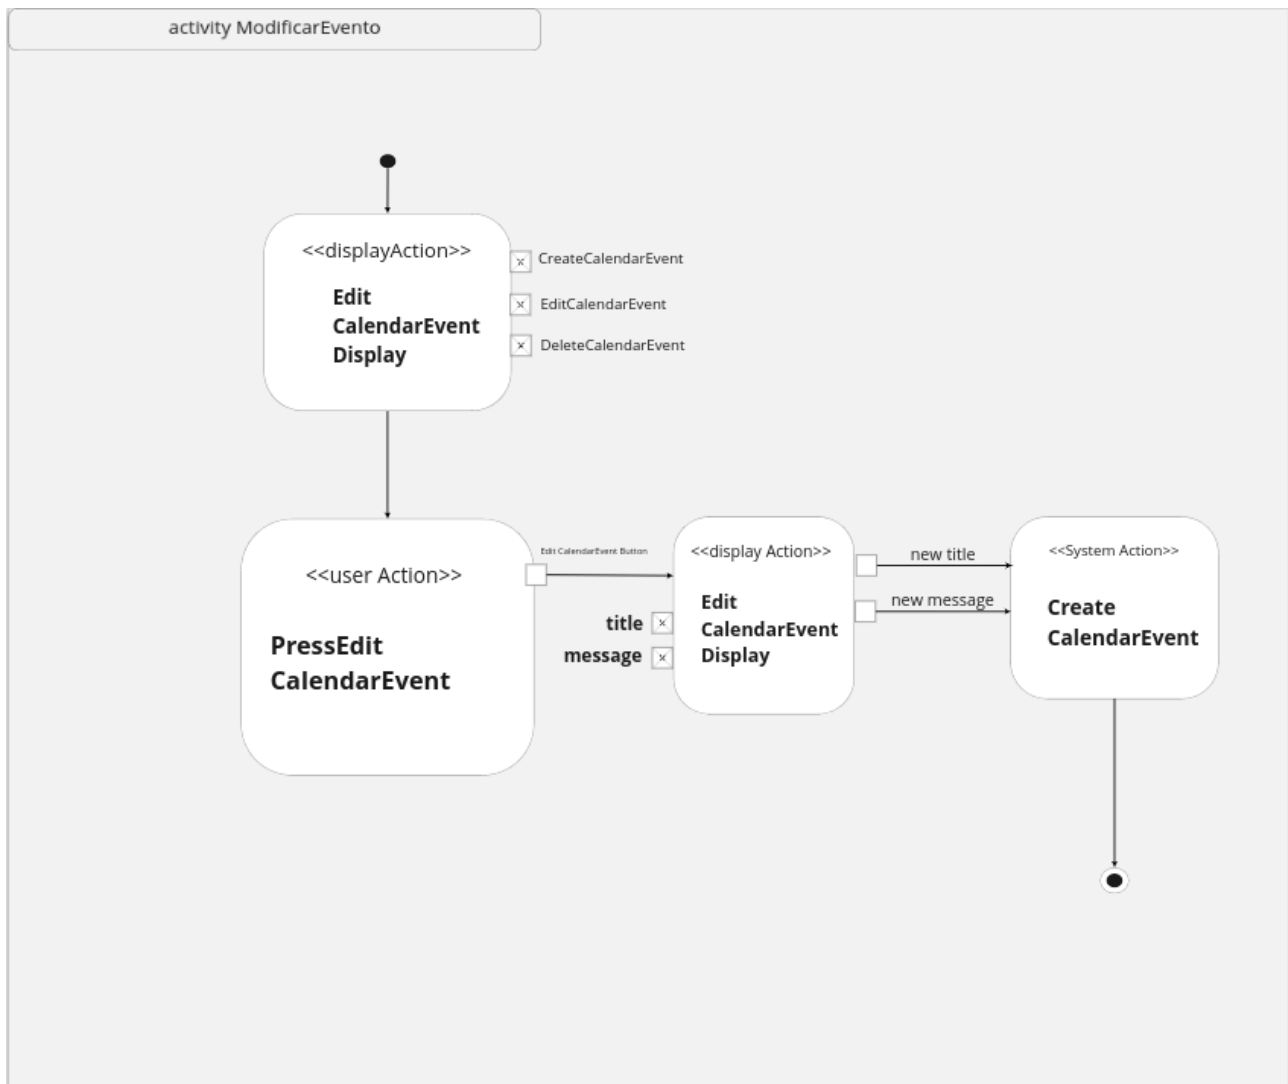 activity ModificarEvento
<<displayAction>>
Edit
CalendarEvent
Display
CreateCalendarEvent
EditCalendarEvent
DeleteCalendarEvent
<<user Action>>
PressEdit
CalendarEvent
Edit CalendarEvent Button
title
message
<<display Action>>
Edit
CalendarEvent
Display
new title
new message
<<System Action>>
Create
CalendarEvent